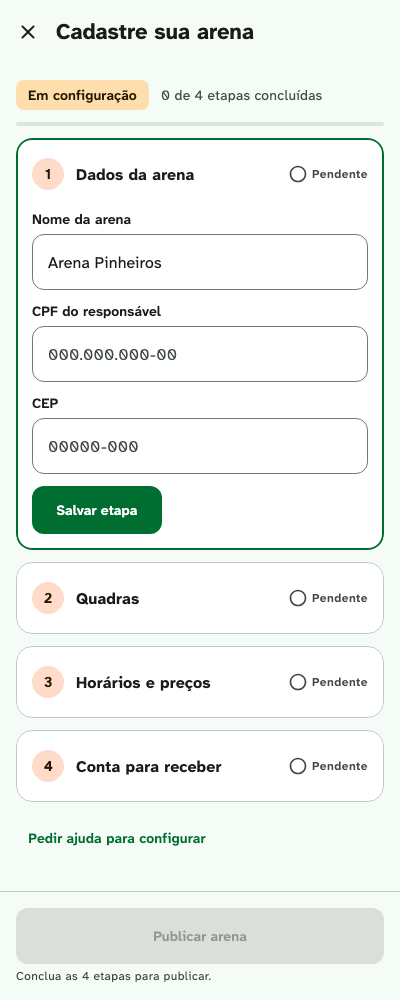 Cadastre sua arena
Em configuração
0 de 4 etapas concluídas
1
Dados da arena
Pendente
Nome da arena
Arena Pinheiros
CPF do responsável
000.000.000-00
CEP
00000-000
Salvar etapa
2
Quadras
Pendente
3
Horários e preços
Pendente
4
Conta para receber
Pendente
Pedir ajuda para configurar
Publicar arena
Conclua as 4 etapas para publicar.